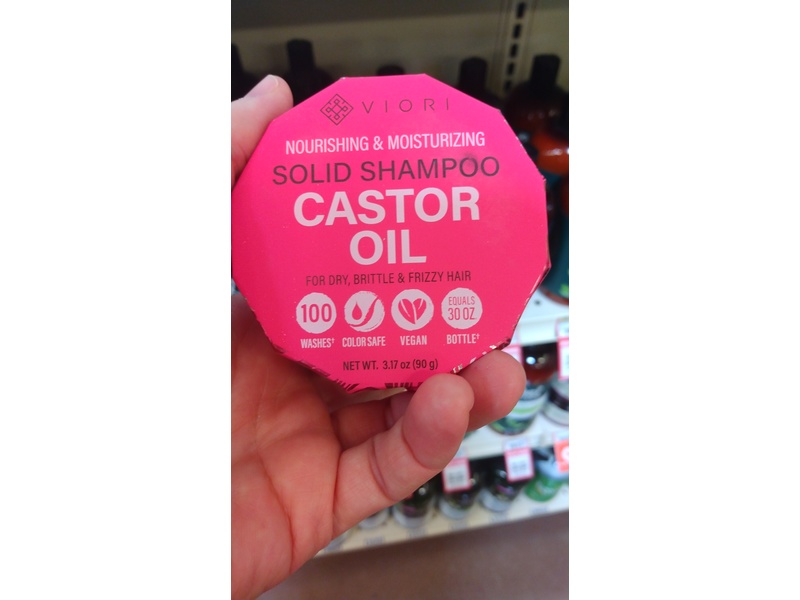 VIORI
NOURISHING & MOISTURIZING
SOLID SHAMPOO
CASTOR
OIL
FOR DRY, BRITTLE & FRIZZY HAIR
100
WASHES†
COLOR SAFE
VEGAN
EQUALS
30 OZ
BOTTLE†
NET WT. 3.17 oz (90 g)